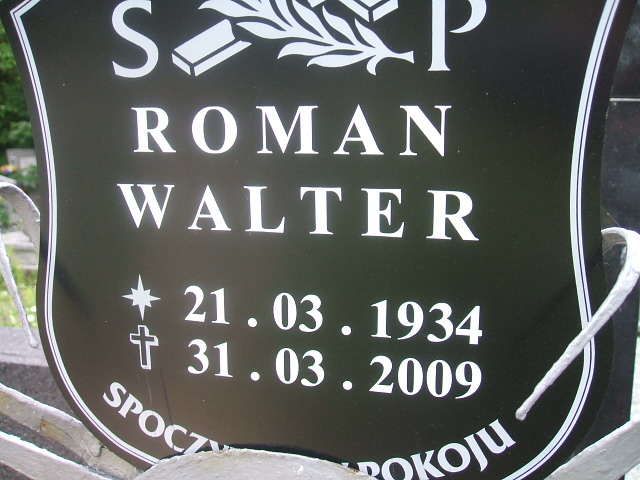 S P
ROMAN
WALTER
21.03.1934
31.03.2009
POKOJU